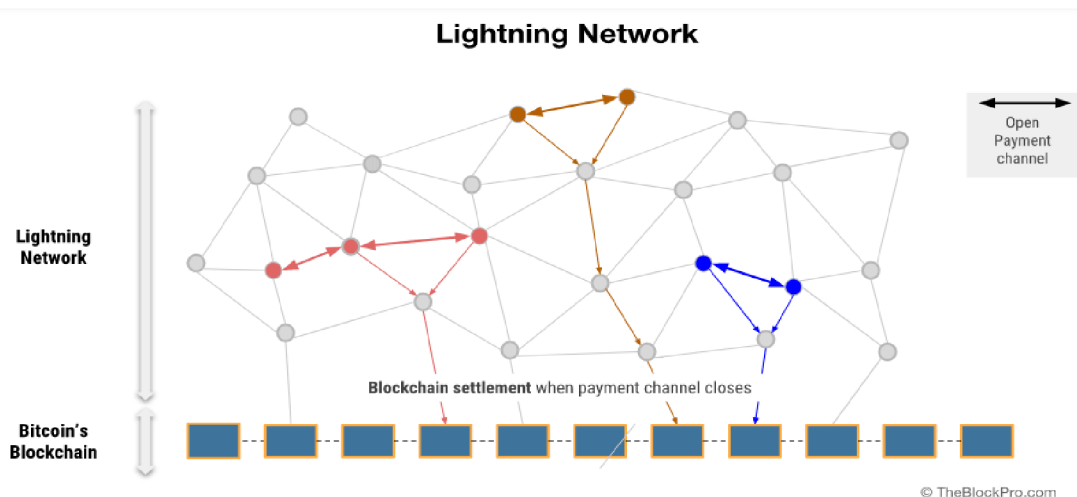 Lightning Network
Open
Payment
channel
Lightning
Network
Blockchain settlement when payment channel closes
Bitcoin's
Blockchain
© TheBlockPro.com